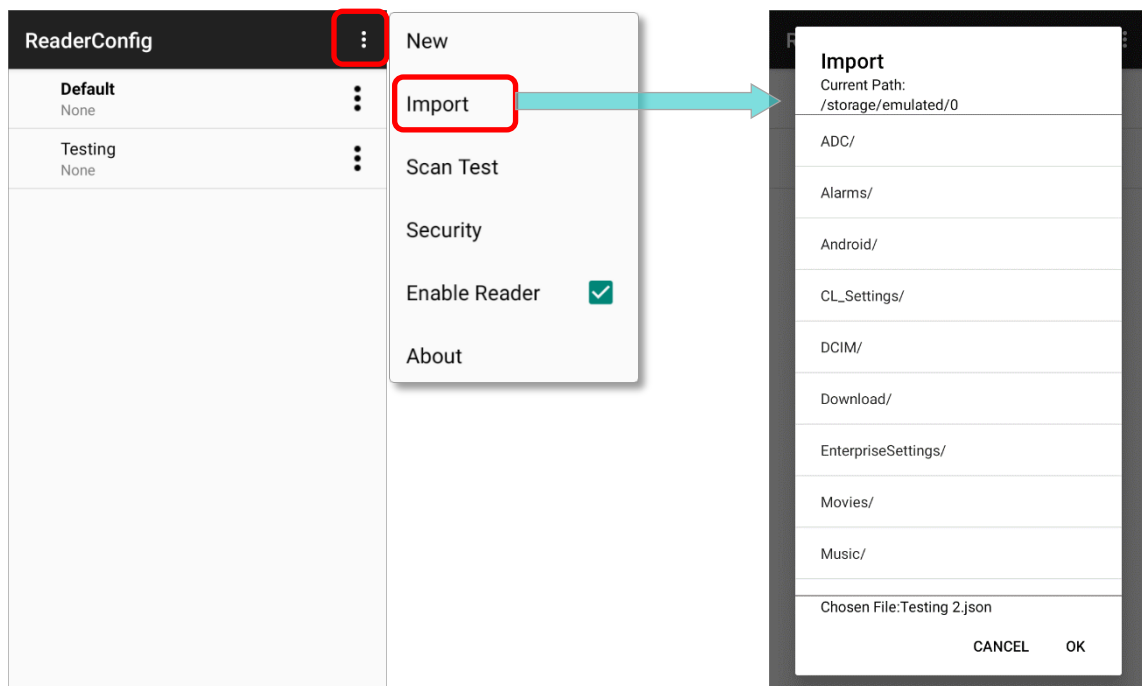 ReaderConfig
Default
None
Testing
None
New
Import
Scan Test
Security
Enable Reader
About
R
Import
Current Path:
/storage/emulated/0
ADC/
Alarms/
Android/
CL_Settings/
DCIM/
Download/
EnterpriseSettings/
Movies/
Music/
Chosen File:Testing 2.json
CANCEL OK